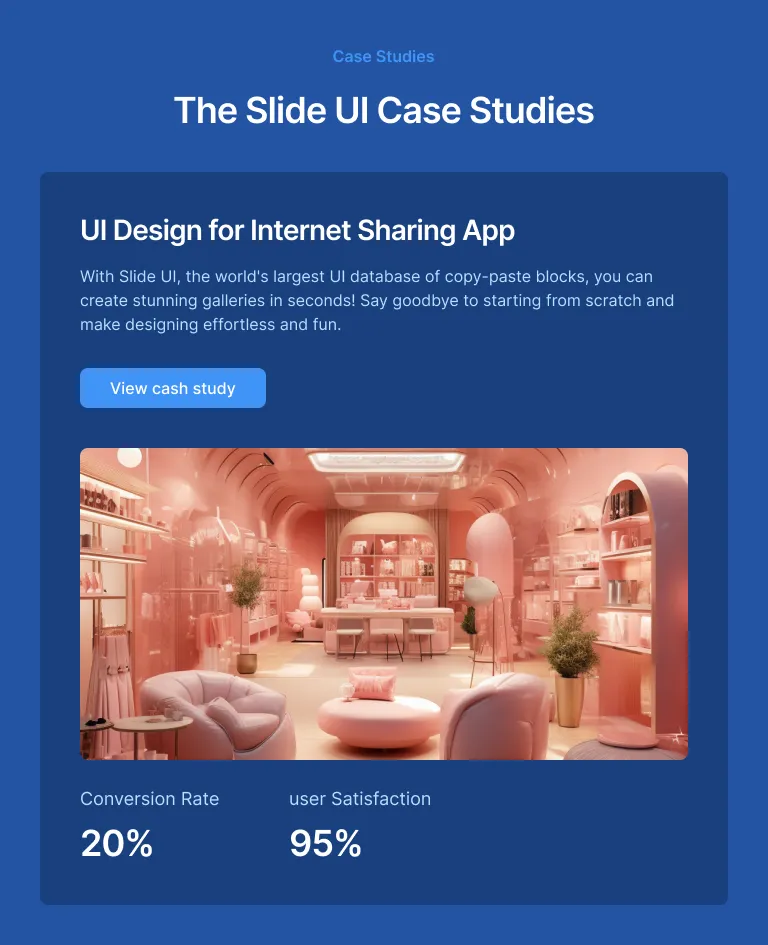 Case Studies
The Slide UI Case Studies
UI Design for Internet Sharing App
With Slide UI, the world's largest UI database of copy-paste blocks, you can
create stunning galleries in seconds! Say goodbye to starting from scratch and
make designing effortless and fun.
View cash study
Conversion Rate
user Satisfaction
20%
95%